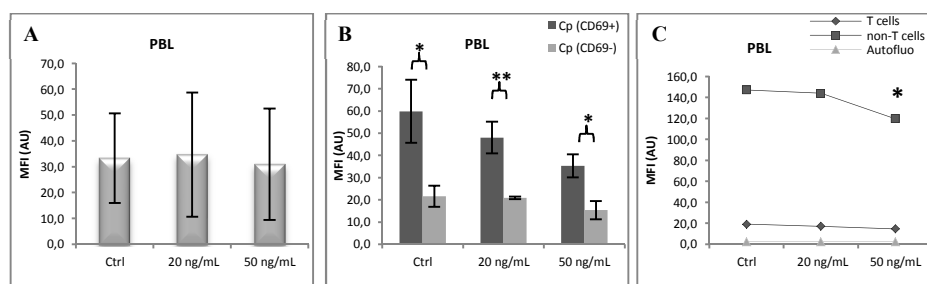 A
PBL
MFI (AU)
70,0
60,0
50,0
40,0
30,0
20,0
10,0
0,0
Ctrl 20 ng/mL 50 ng/mL
B
Cp (CD69+)
Cp (CD69-)
PBL
MFI (AU)
80,0
70,0
60,0
50,0
40,0
30,0
20,0
10,0
0,0
* ** *
Ctrl 20 ng/mL 50 ng/mL
C
T cells
non-T cells
Autofluo
PBL
MFI (AU)
160,0
140,0
120,0
100,0
80,0
60,0
40,0
20,0
0,0
*
Ctrl 20 ng/mL 50 ng/mL